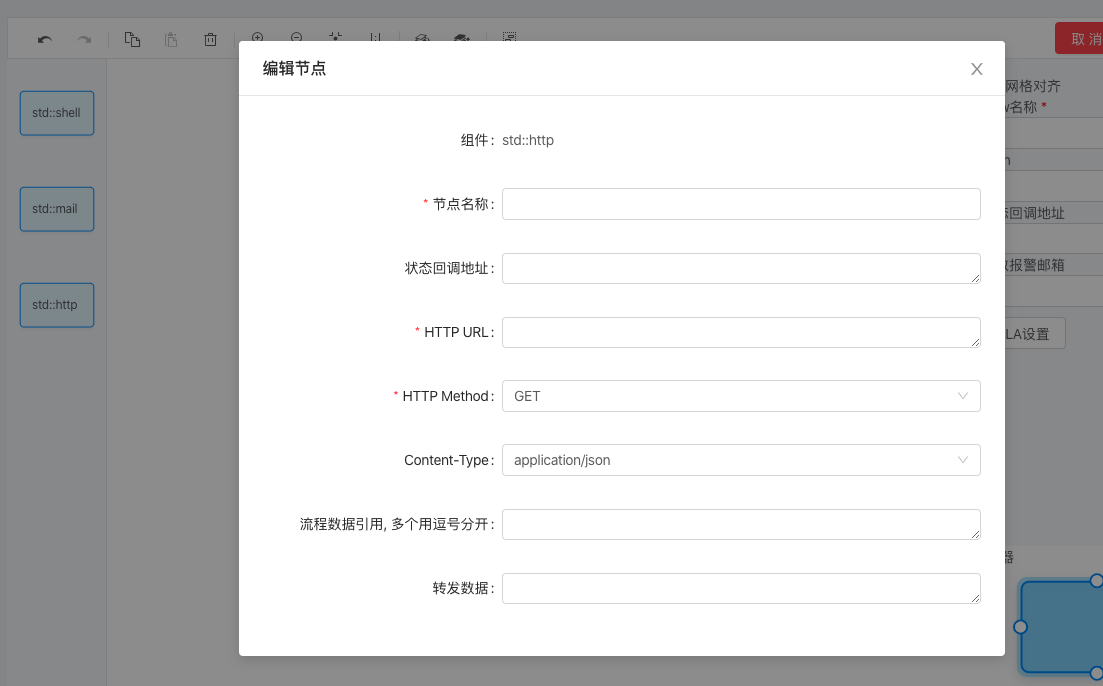 取 消
编辑节点
网格对齐
名称 *
std::shell
组件： std::http
std::mail
* 节点名称：
回调地址
状态回调地址：
报警邮箱
std::http
* HTTP URL：
LA设置
* HTTP Method： GET
Content-Type： application/json
流程数据引用, 多个用逗号分开：
器
转发数据：